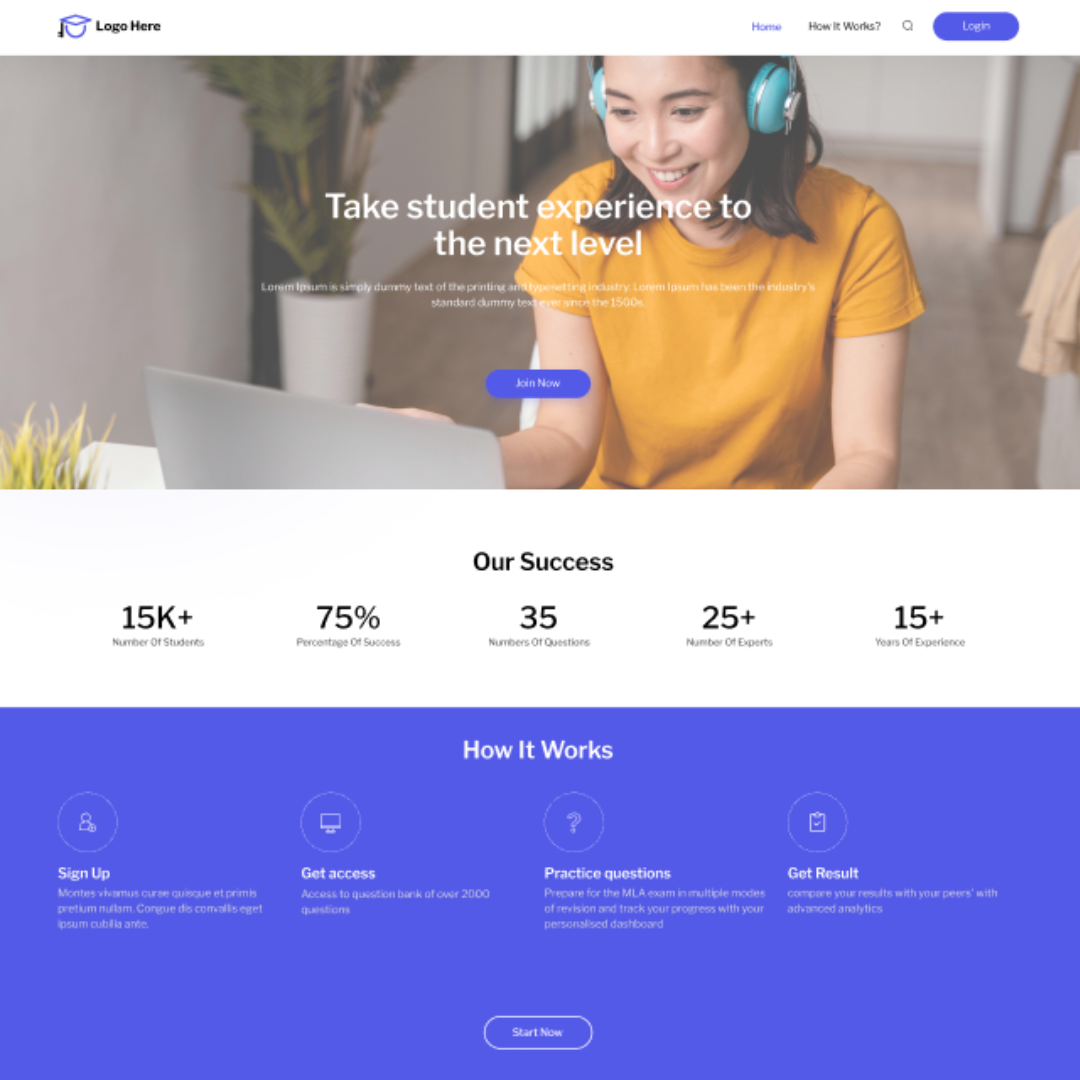 Logo Here
Home
How It Works?
Login
Take student experience to
the next level
Lorem Ipsum is simply dummy text of the printing and typesetting industry. Lorem Ipsum has been the industry's
standard dummy text ever since the 1500s.
Join Now
Our Success
15K+
Number Of Students
75%
Percentage Of Success
35
Numbers Of Questions
25+
Number Of Experts
15+
Years Of Experience
How It Works
Sign Up
Montes vivamus curae quisque et primis
pretium nullam. Congue dis convallis eget
ipsum cubilia ante.
Get access
Access to question bank of over 2000
questions
Practice questions
Prepare for the MLA exam in multiple modes
of revision and track your progress with your
personalised dashboard
Get Result
compare your results with your peers' with
advanced analytics
Start Now